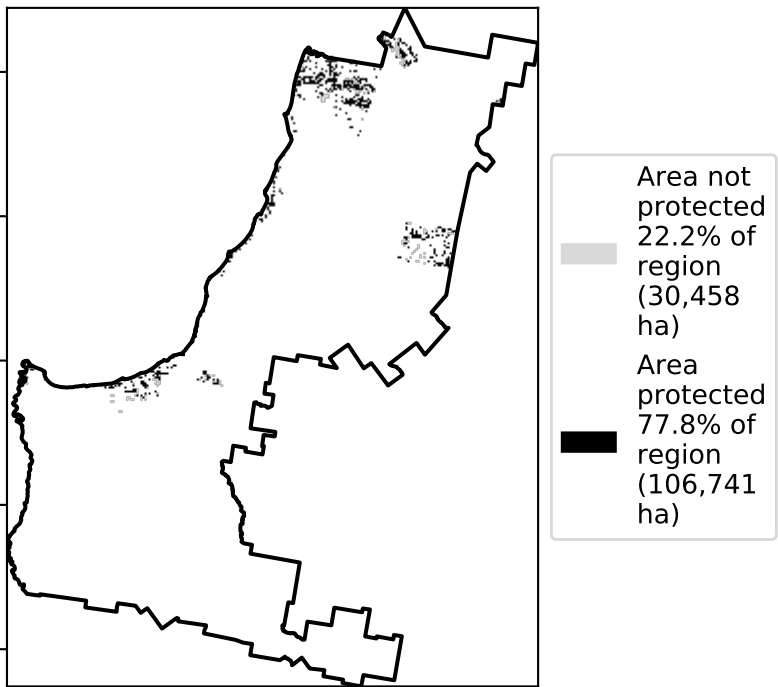 Area not
protected
22.2% of
region
(30,458
ha)
Area
protected
77.8% of
region
(106,741
ha)